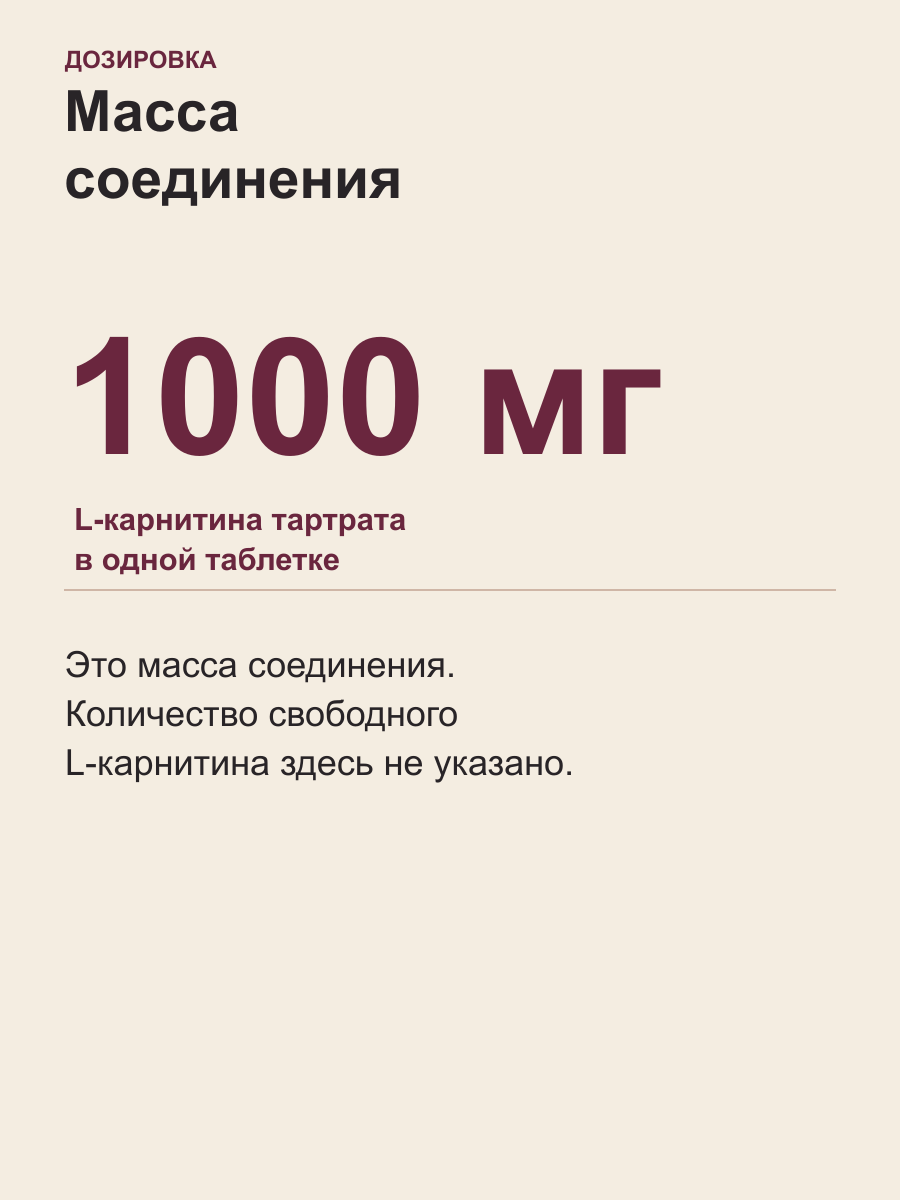 ДОЗИРОВКА
Масса
соединения
1000 мг
L-карнитина тартрата
в одной таблетке
Это масса соединения.
Количество свободного
L-карнитина здесь не указано.